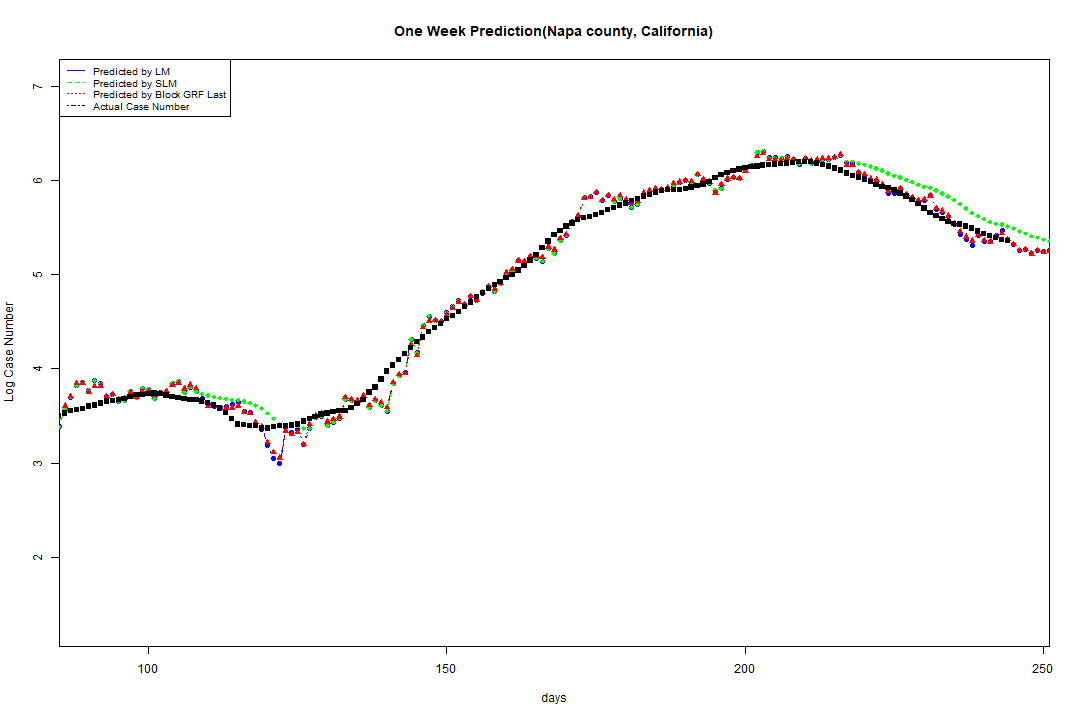 One Week Prediction(Napa county, California)
Predicted by LM
Predicted by SLM
Predicted by Block GRF Last
Actual Case Number
7
6
5
4
3
2
Log Case Number
100
150
200
250
days